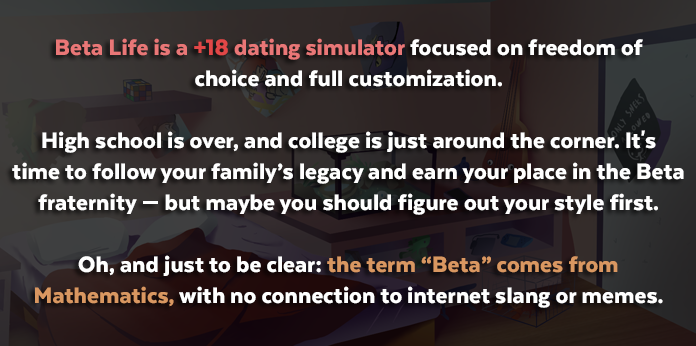 Beta Life is a +18 dating simulator focused on freedom of
choice and full customization.
High school is over, and college is just around the corner. It's
time to follow your family’s legacy and earn your place in the Beta
fraternity — but maybe you should figure out your style first.
Oh, and just to be clear: the term “Beta” comes from
Mathematics, with no connection to internet slang or memes.